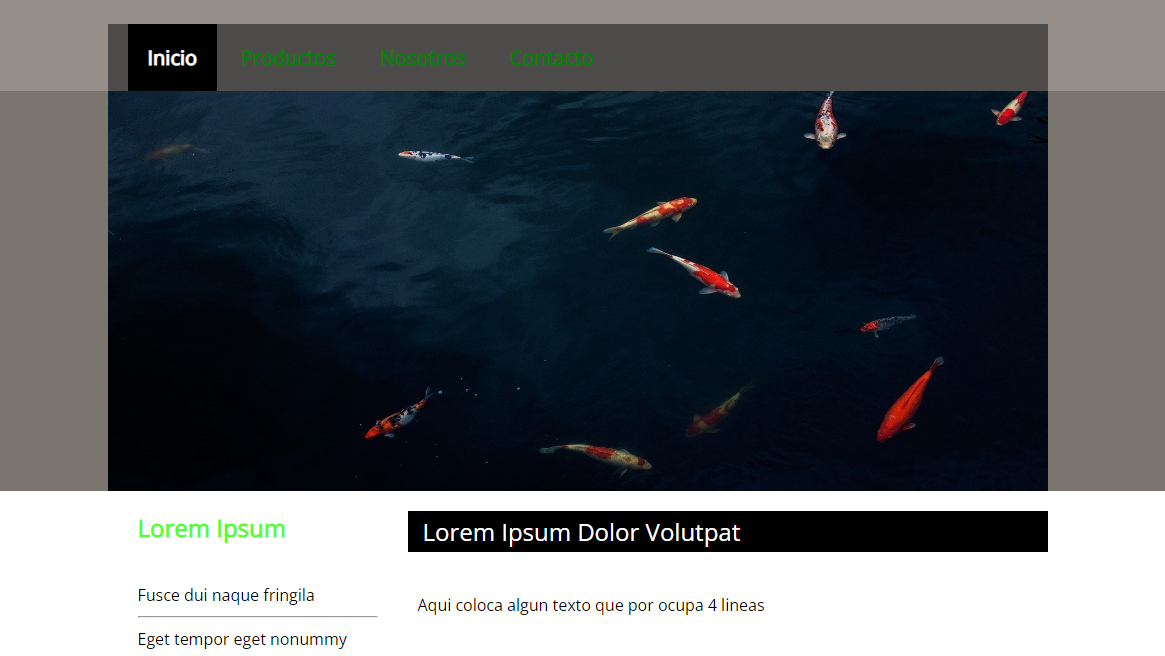 Inicio Productos Nosotros Contacto
Lorem Ipsum
Fusce dui naque fringila
Eget tempor eget nonummy
Lorem Ipsum Dolor Volutpat
Aqui coloca algun texto que por ocupa 4 lineas